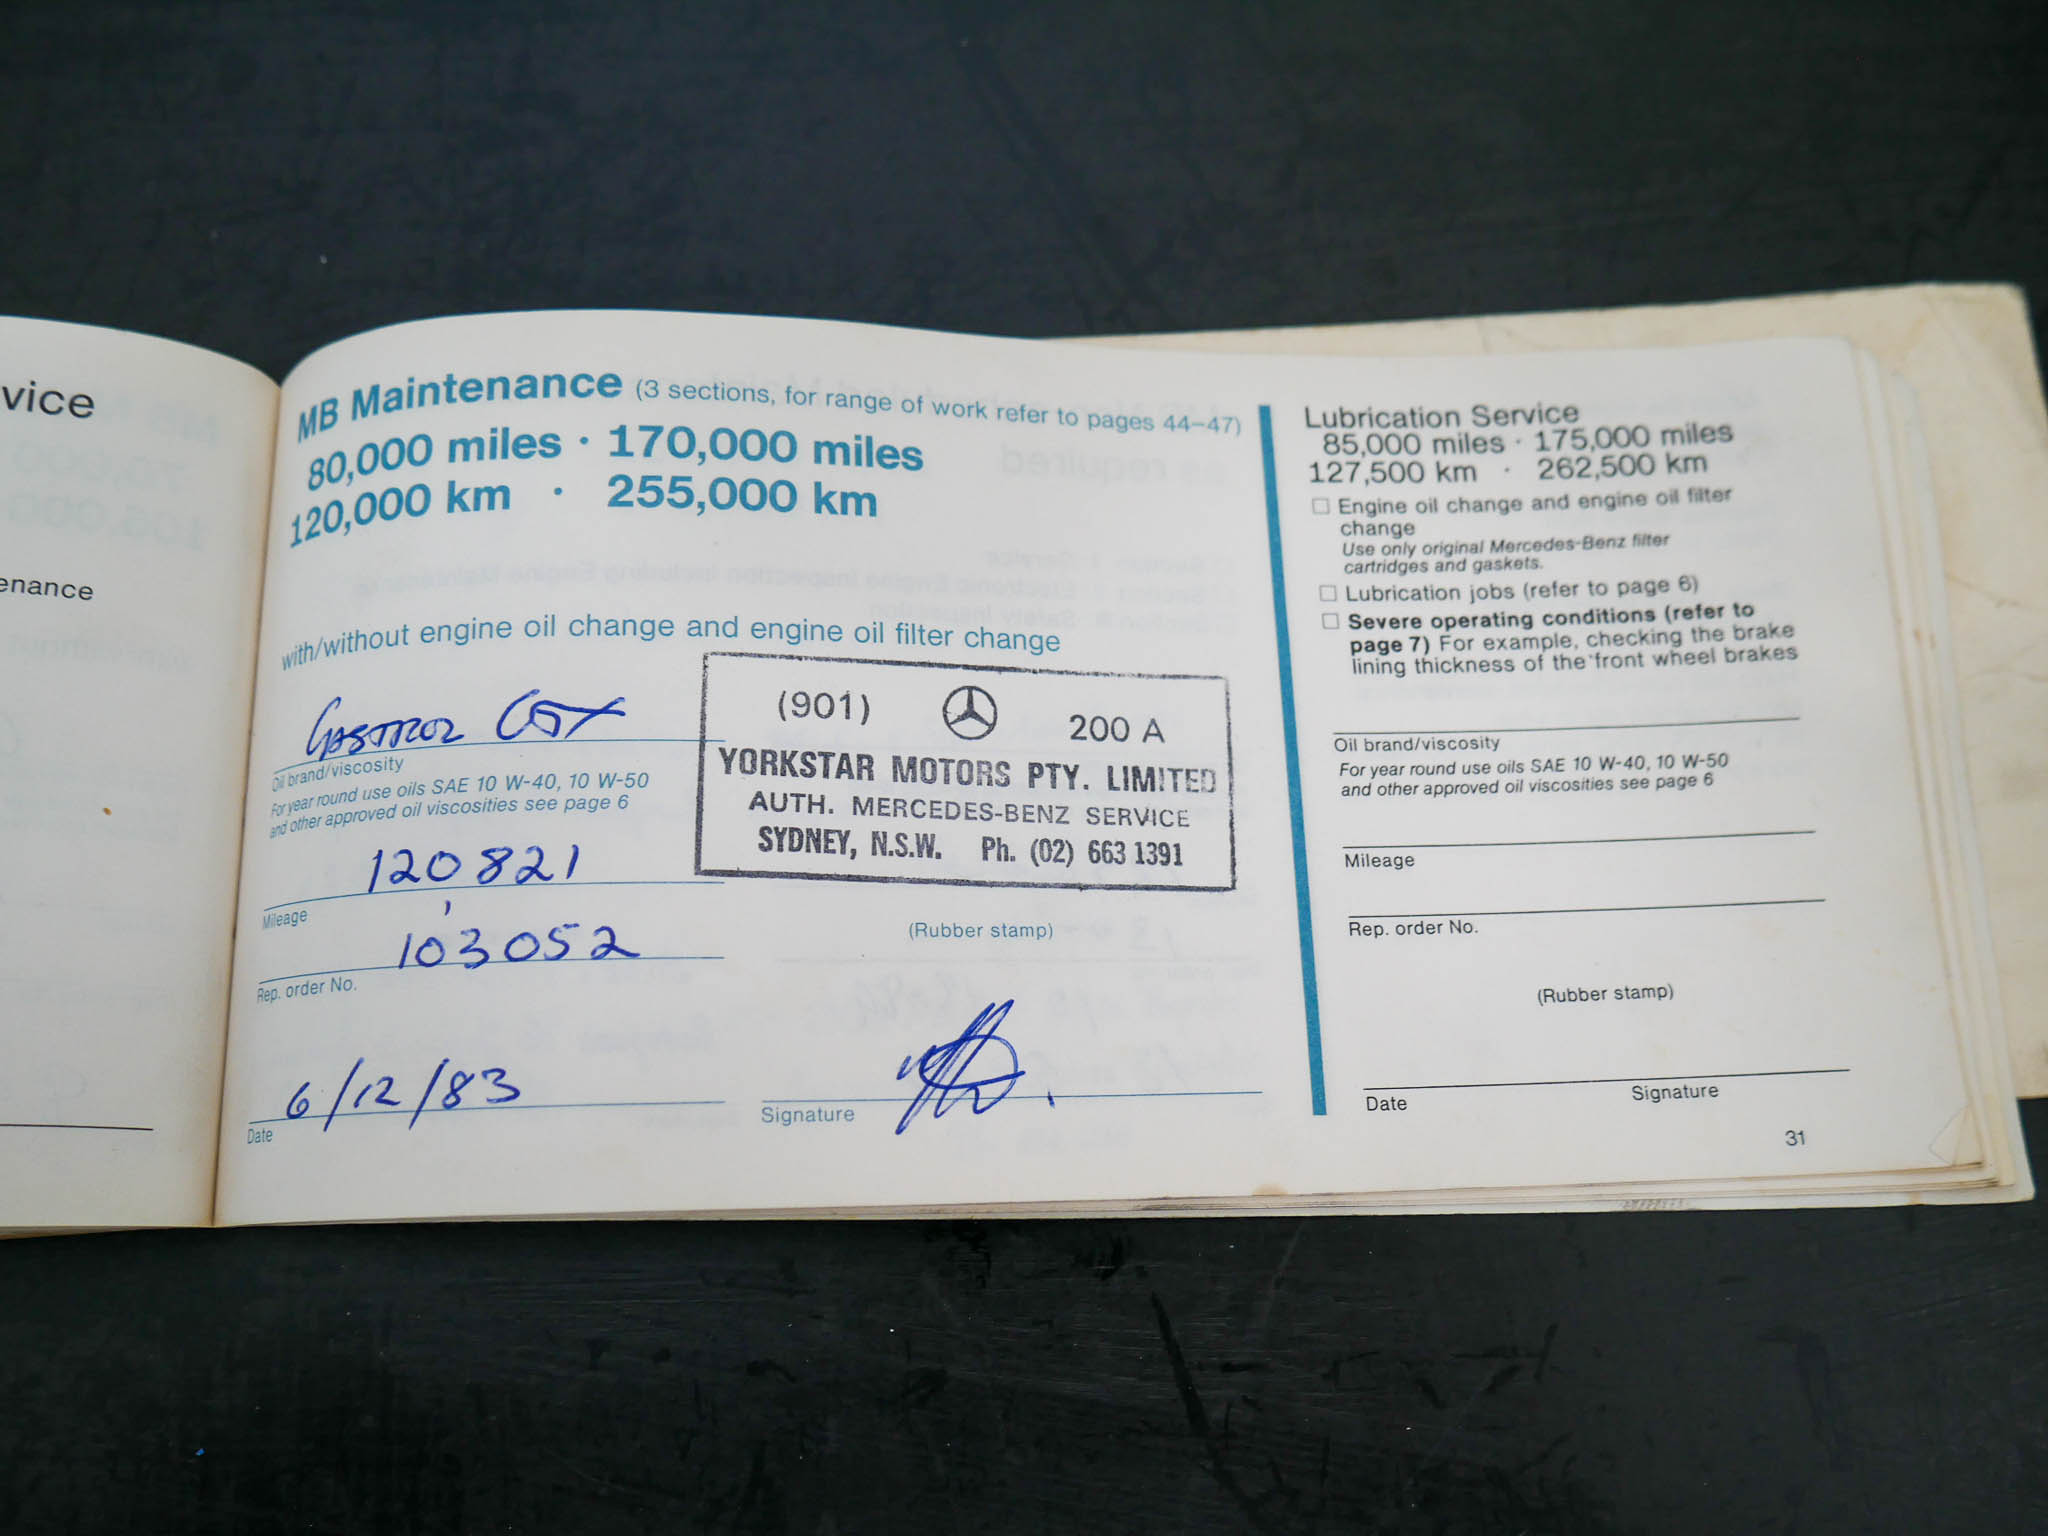 vice
enance
MB Maintenance (3 sections, for range of work refer to pages 44–47)
80,000 miles · 170,000 miles
120,000 km · 255,000 km
with/without engine oil change and engine oil filter change
Castrol GTX
Oil brand/viscosity
For year round use oils SAE 10 W-40, 10 W-50
and other approved oil viscosities see page 6
120821
Mileage
103052
Rep. order No.
6/12/83
Date
(901) 200 A
YORKSTAR MOTORS PTY. LIMITED
AUTH. MERCEDES-BENZ SERVICE
SYDNEY, N.S.W. Ph. (02) 663 1391
(Rubber stamp)
Signature
Lubrication Service
85,000 miles · 175,000 miles
127,500 km · 262,500 km
Engine oil change and engine oil filter
change
Use only original Mercedes-Benz filter
cartridges and gaskets.
Lubrication jobs (refer to page 6)
Severe operating conditions (refer to
page 7) For example, checking the brake
lining thickness of the front wheel brakes
Oil brand/viscosity
For year round use oils SAE 10 W-40, 10 W-50
and other approved oil viscosities see page 6
Mileage
Rep. order No.
(Rubber stamp)
Date Signature
31